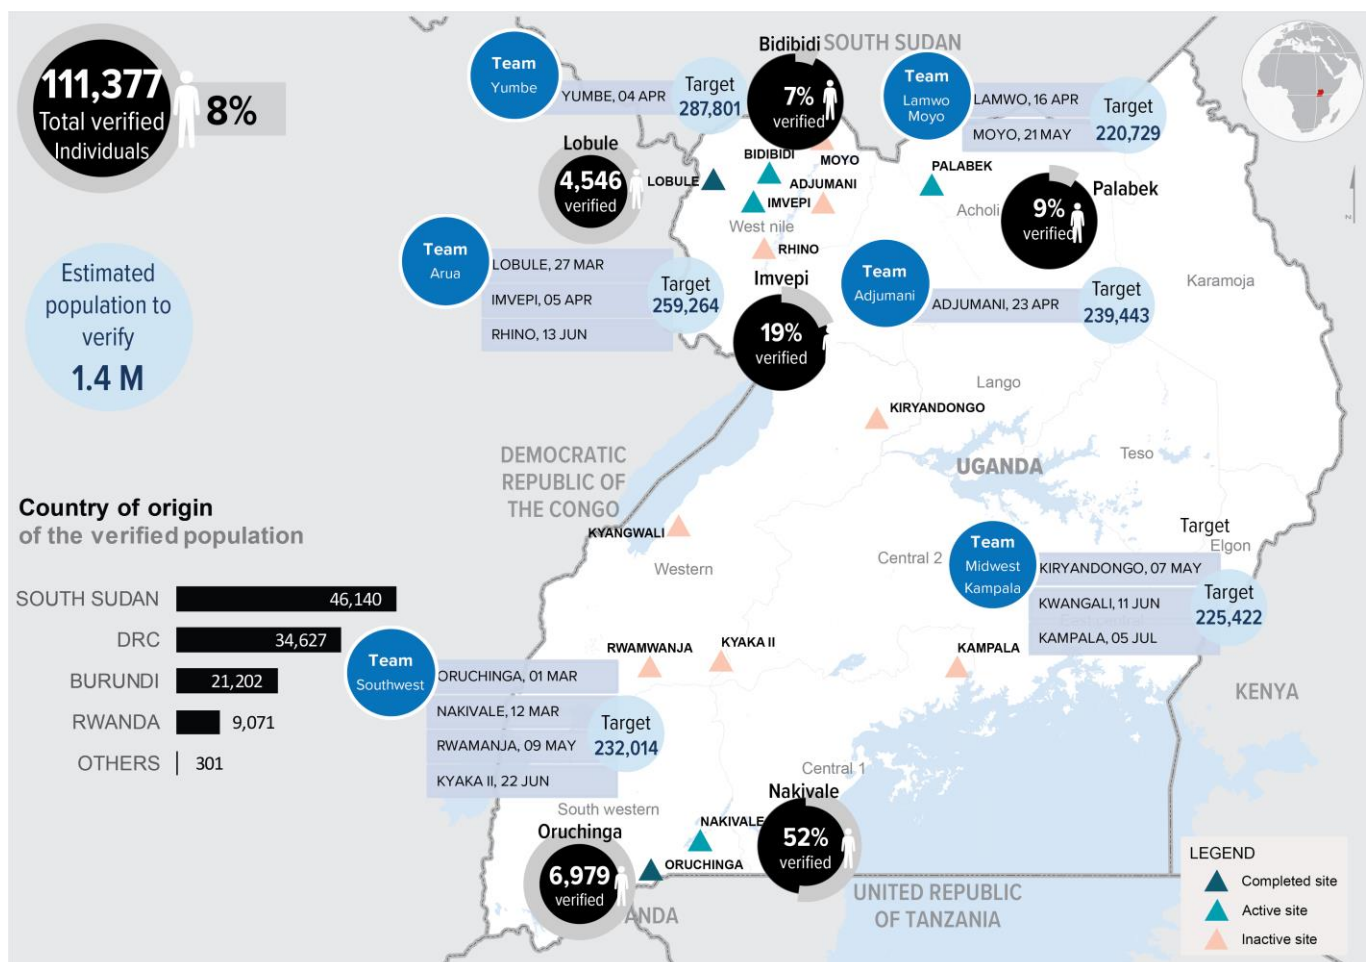 111,377
Total verified
Individuals
8%
Estimated
population to
verify
1.4 M
Team
Yumbe
YUMBE, 04 APR
Target
287,801
Bidibidi
7%
verified
SOUTH SUDAN
Team
Lamwo
Moyo
LAMWO, 16 APR
MOYO, 21 MAY
Target
220,729
Lobule
4,546
verified
LOBULE
BIDIBIDI
MOYO
ADJUMANI
IMVEPI
West nile
RHINO
PALABEK
Acholi
9%
verified
Palabek
Karamoja
N
Team
Arua
LOBULE, 27 MAR
IMVEPI, 05 APR
RHINO, 13 JUN
Target
259,264
Imvepi
19%
verified
Team
Adjumani
ADJUMANI, 23 APR
Target
239,443
Lango
KIRYANDONGO
DEMOCRATIC
REPUBLIC OF
THE CONGO
UGANDA
Teso
KYANGWALI
Western
Central 2
Target
Elgon
Team
Midwest
Kampala
KIRYANDONGO, 07 MAY
KWANGALI, 11 JUN
East central
KAMPALA, 05 JUL
Target
225,422
Country of origin
of the verified population
SOUTH SUDAN 46,140
DRC 34,627
BURUNDI 21,202
RWANDA 9,071
OTHERS 301
Team
Southwest
ORUCHINGA, 01 MAR
NAKIVALE, 12 MAR
RWAMANJA, 09 MAY
KYAKA II, 22 JUN
Target
232,014
RWAMWANJA
KYAKA II
KAMPALA
KENYA
Central 1
South western
Nakivale
52%
verified
NAKIVALE
Oruchinga
6,979
verified
ORUCHINGA
ANDA
UNITED REPUBLIC
OF TANZANIA
LEGEND
Completed site
Active site
Inactive site